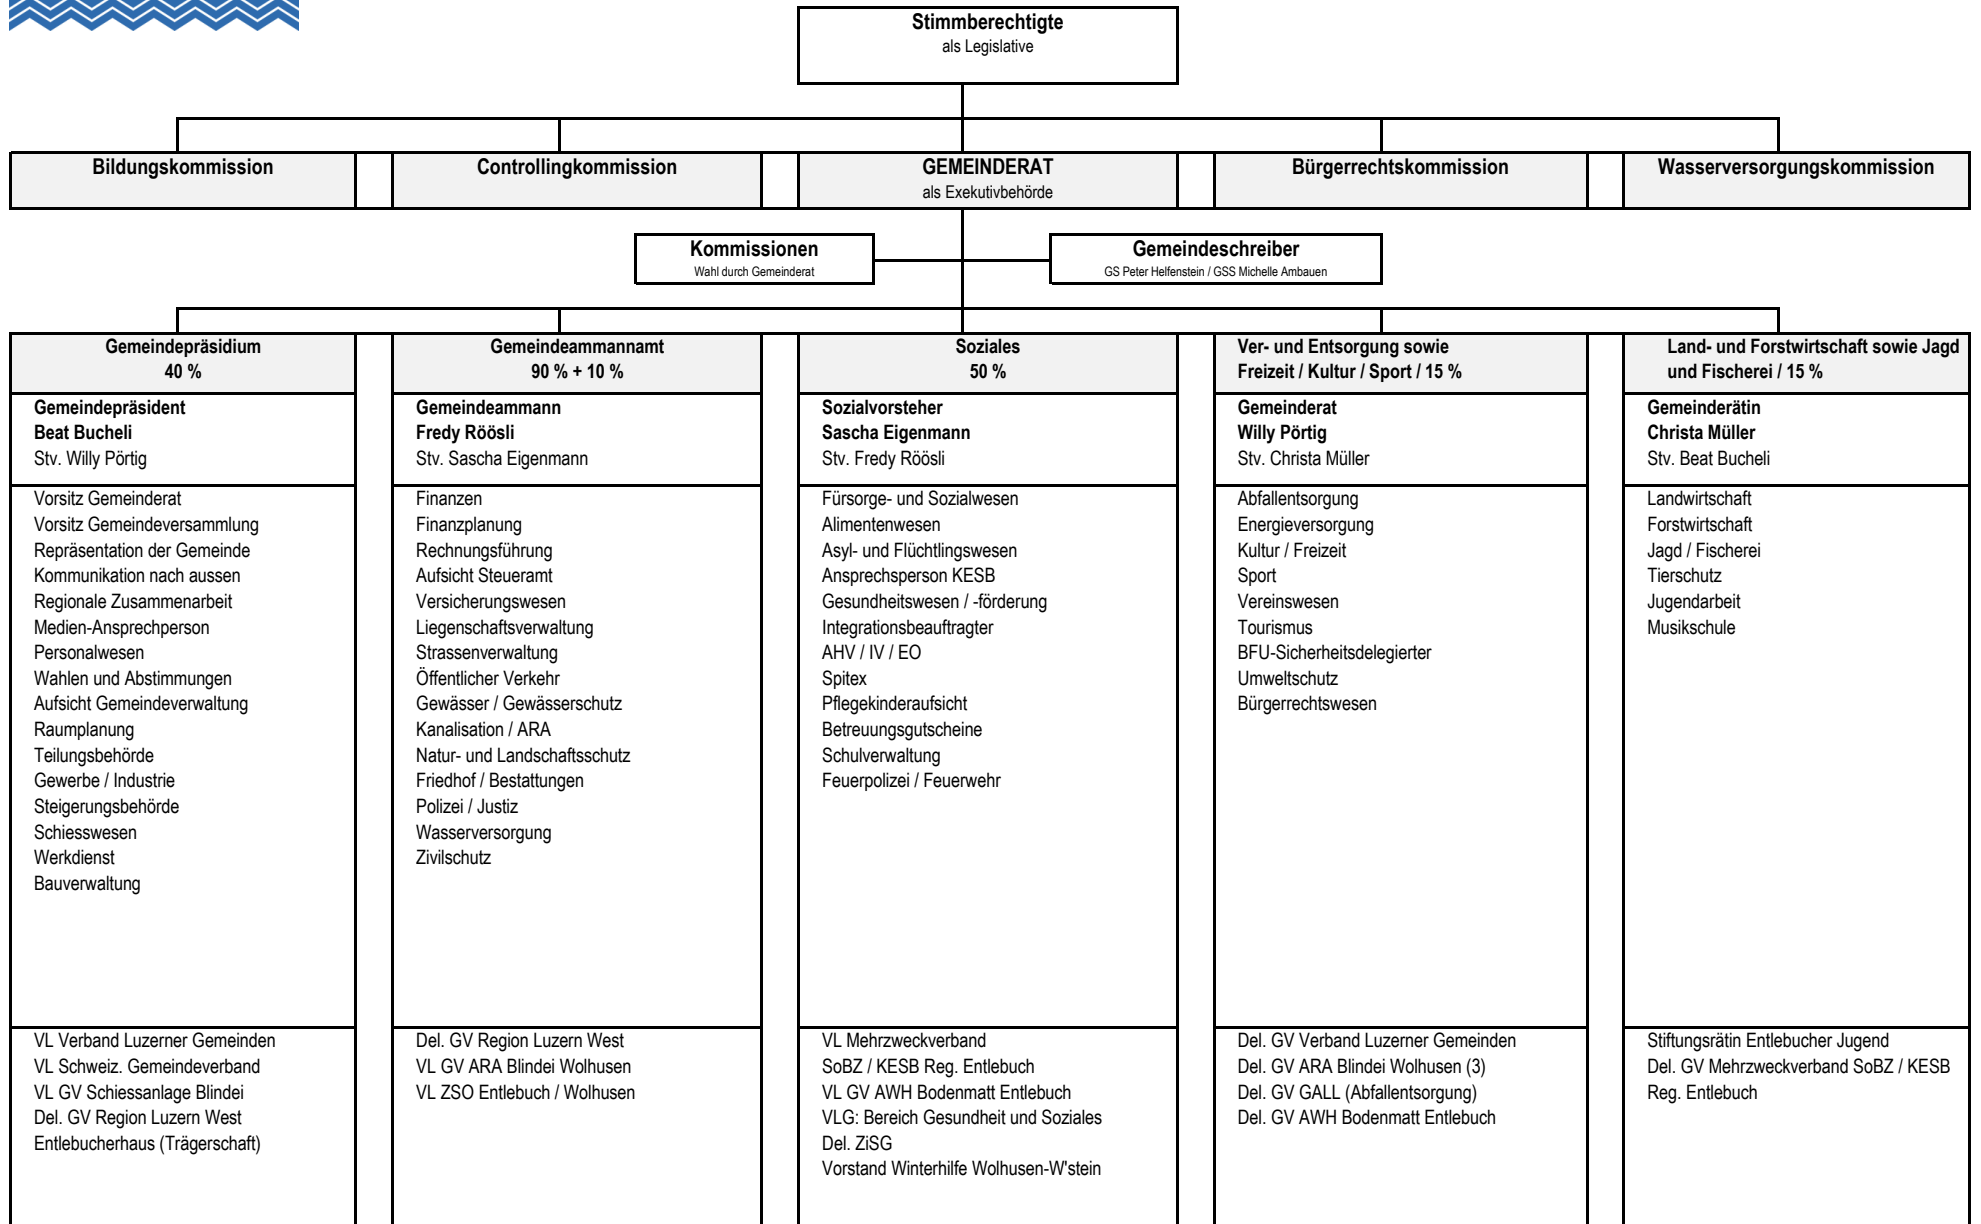 Stimmberechtigte
als Legislative
Bildungskommission
Controllingkommission
GEMEINDERAT
als Exekutivbehörde
Bürgerrechtskommission
Wasserversorgungskommission
Kommissionen
Wahl durch Gemeinderat
Gemeindeschreiber
GS Peter Helfenstein / GSS Michelle Ambauen
Gemeindepräsidium
40 %
Gemeindepräsident
Beat Bucheli
Stv. Willy Pörtig
Vorsitz Gemeinderat
Vorsitz Gemeindeversammlung
Repräsentation der Gemeinde
Kommunikation nach aussen
Regionale Zusammenarbeit
Medien-Ansprechperson
Personalwesen
Wahlen und Abstimmungen
Aufsicht Gemeindeverwaltung
Raumplanung
Teilungsbehörde
Gewerbe / Industrie
Steigerungsbehörde
Schiesswesen
Werkdienst
Bauverwaltung
VL Verband Luzerner Gemeinden
VL Schweiz. Gemeindeverband
VL GV Schiessanlage Blindei
Del. GV Region Luzern West
Entlebucherhaus (Trägerschaft)
Gemeindeammannamt
90 % + 10 %
Gemeindeammann
Fredy Röösli
Stv. Sascha Eigenmann
Finanzen
Finanzplanung
Rechnungsführung
Aufsicht Steueramt
Versicherungswesen
Liegenschaftsverwaltung
Strassenverwaltung
Öffentlicher Verkehr
Gewässer / Gewässerschutz
Kanalisation / ARA
Natur- und Landschaftsschutz
Friedhof / Bestattungen
Polizei / Justiz
Wasserversorgung
Zivilschutz
Del. GV Region Luzern West
VL GV ARA Blindei Wolhusen
VL ZSO Entlebuch / Wolhusen
Soziales
50 %
Sozialvorsteher
Sascha Eigenmann
Stv. Fredy Röösli
Fürsorge- und Sozialwesen
Alimentenwesen
Asyl- und Flüchtlingswesen
Ansprechsperson KESB
Gesundheitswesen / -förderung
Integrationsbeauftragter
AHV / IV / EO
Spitex
Pflegekinderaufsicht
Betreuungsgutscheine
Schulverwaltung
Feuerpolizei / Feuerwehr
VL Mehrzweckverband
SoBZ / KESB Reg. Entlebuch
VL GV AWH Bodenmatt Entlebuch
VLG: Bereich Gesundheit und Soziales
Del. ZiSG
Vorstand Winterhilfe Wolhusen-W'stein
Ver- und Entsorgung sowie
Freizeit / Kultur / Sport / 15 %
Gemeinderat
Willy Pörtig
Stv. Christa Müller
Abfallentsorgung
Energieversorgung
Kultur / Freizeit
Sport
Vereinswesen
Tourismus
BFU-Sicherheitsdelegierter
Umweltschutz
Bürgerrechtswesen
Del. GV Verband Luzerner Gemeinden
Del. GV ARA Blindei Wolhusen (3)
Del. GV GALL (Abfallentsorgung)
Del. GV AWH Bodenmatt Entlebuch
Land- und Forstwirtschaft sowie Jagd
und Fischerei / 15 %
Gemeinderätin
Christa Müller
Stv. Beat Bucheli
Landwirtschaft
Forstwirtschaft
Jagd / Fischerei
Tierschutz
Jugendarbeit
Musikschule
Stiftungsrätin Entlebucher Jugend
Del. GV Mehrzweckverband SoBZ / KESB
Reg. Entlebuch